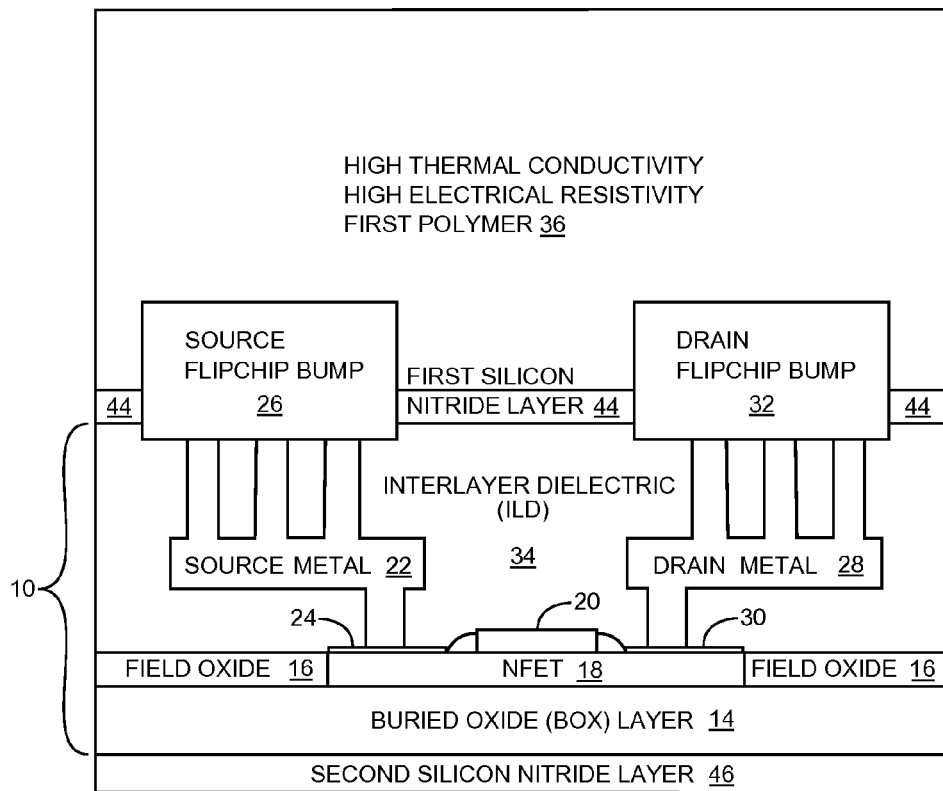 HIGH THERMAL CONDUCTIVITY
HIGH ELECTRICAL RESISTIVITY
FIRST POLYMER 36
SOURCE
FLIPCHIP BUMP
26
DRAIN
FLIPCHIP BUMP
32
FIRST SILICON
NITRIDE LAYER 44
44
44
INTERLAYER DIELECTRIC
(ILD)
34
SOURCE METAL 22
DRAIN METAL 28
10
24
20
30
FIELD OXIDE 16
NFET 18
FIELD OXIDE 16
BURIED OXIDE (BOX) LAYER 14
SECOND SILICON NITRIDE LAYER 46